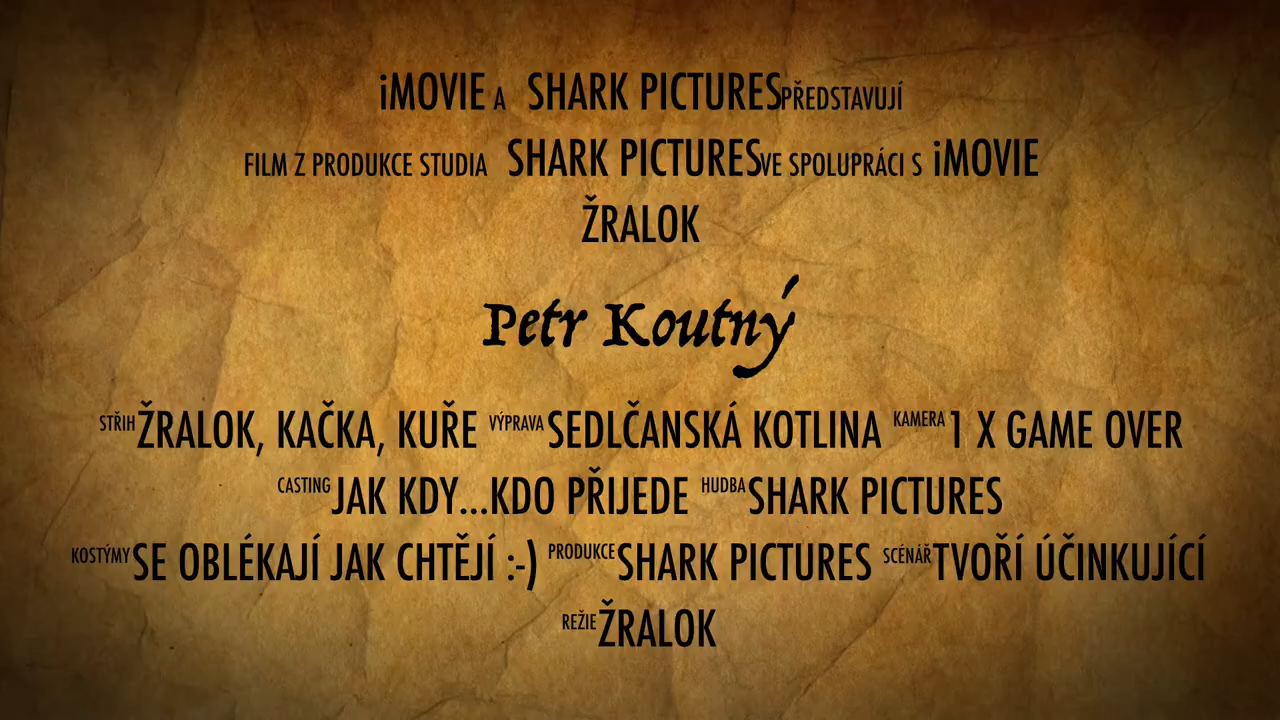 iMOVIE A SHARK PICTURES PŘEDSTAVUJÍ
FILM Z PRODUKCE STUDIA SHARK PICTURES VE SPOLUPRÁCI S iMOVIE
ŽRALOK
Petr Koutný
STŘIH ŽRALOK, KAČKA, KUŘE VÝPRAVA SEDLČANSKÁ KOTLINA KAMERA 1 X GAME OVER
CASTING JAK KDY...KDO PŘIJEDE HUDBA SHARK PICTURES
KOSTÝMY SE OBLÉKAJÍ JAK CHTĚJÍ :-) PRODUKCE SHARK PICTURES SCÉNÁŘ TVOŘÍ ÚČINKUJÍCÍ
REŽIE ŽRALOK